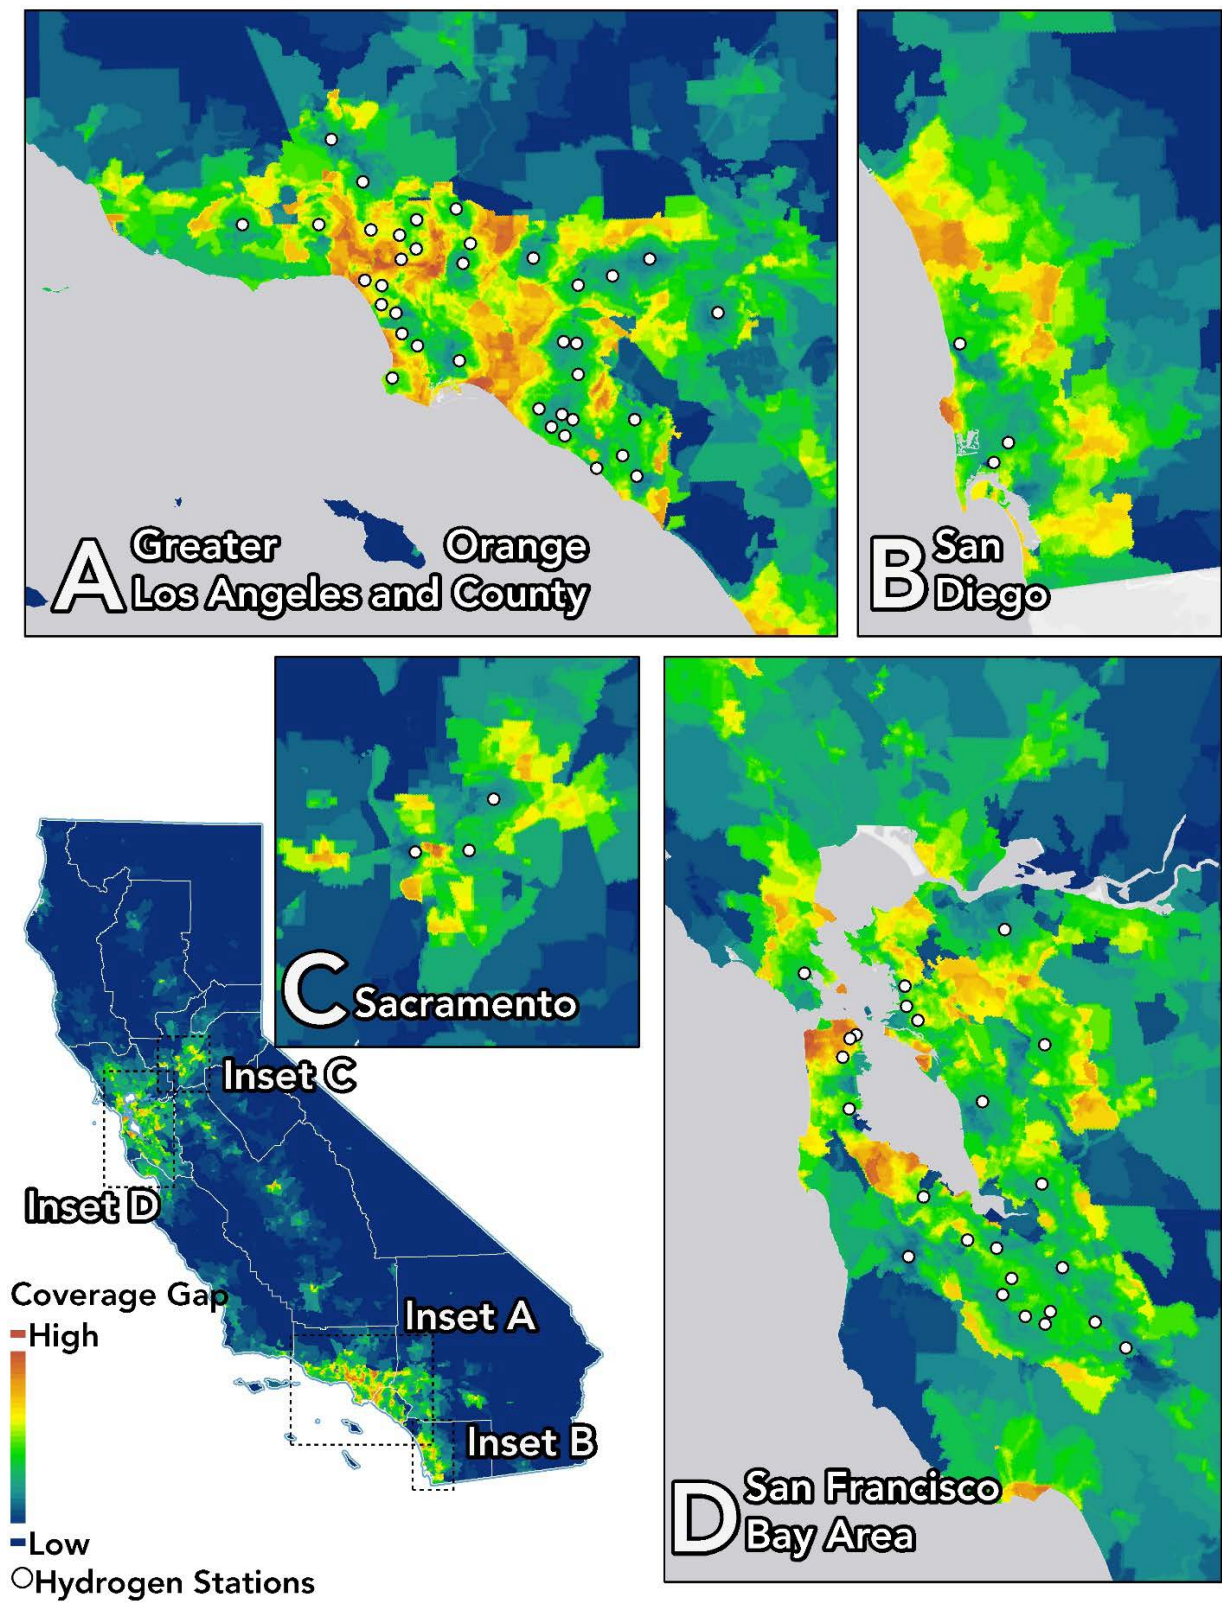 A Greater Orange
Los Angeles and County
B San
Diego
C Sacramento
Inset C
Inset D
Coverage Gap
High
Low
Hydrogen Stations
Inset A
Inset B
D San Francisco
Bay Area